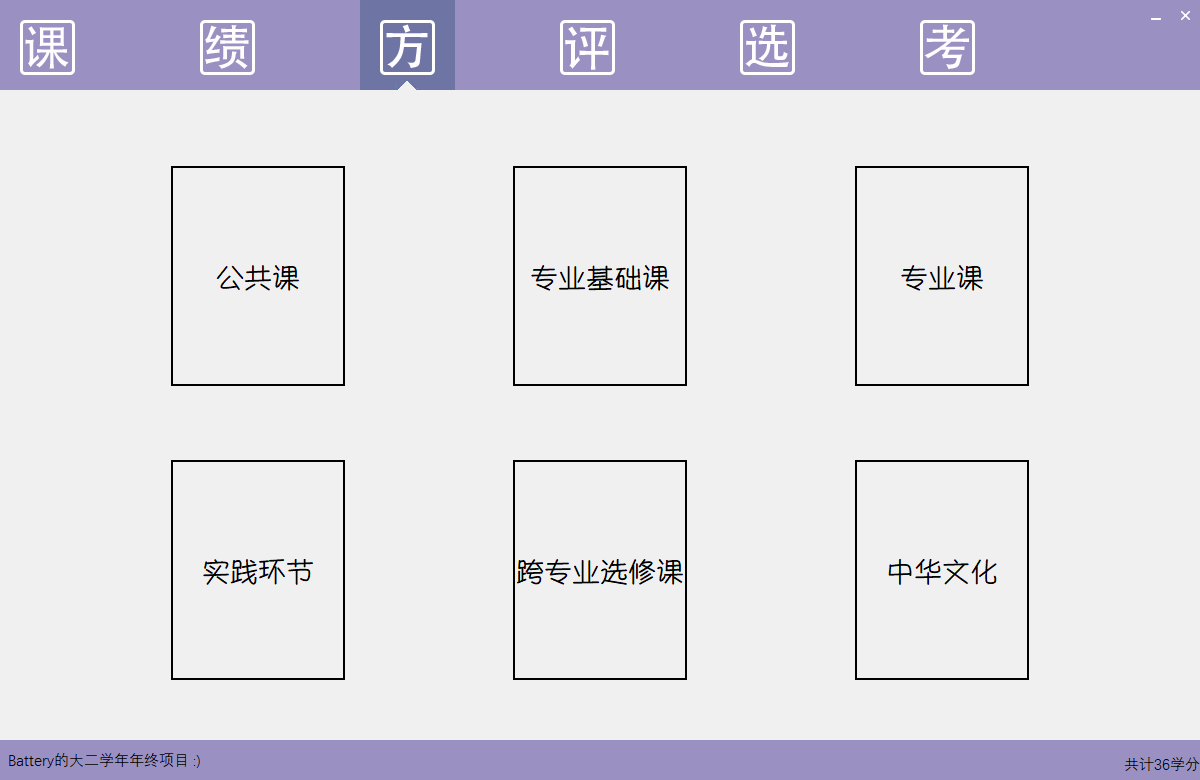 课 绩 方 评 选 考
公共课 专业基础课 专业课
实践环节 跨专业选修课 中华文化
Battery的大二学年年终项目 :)
共计36学分